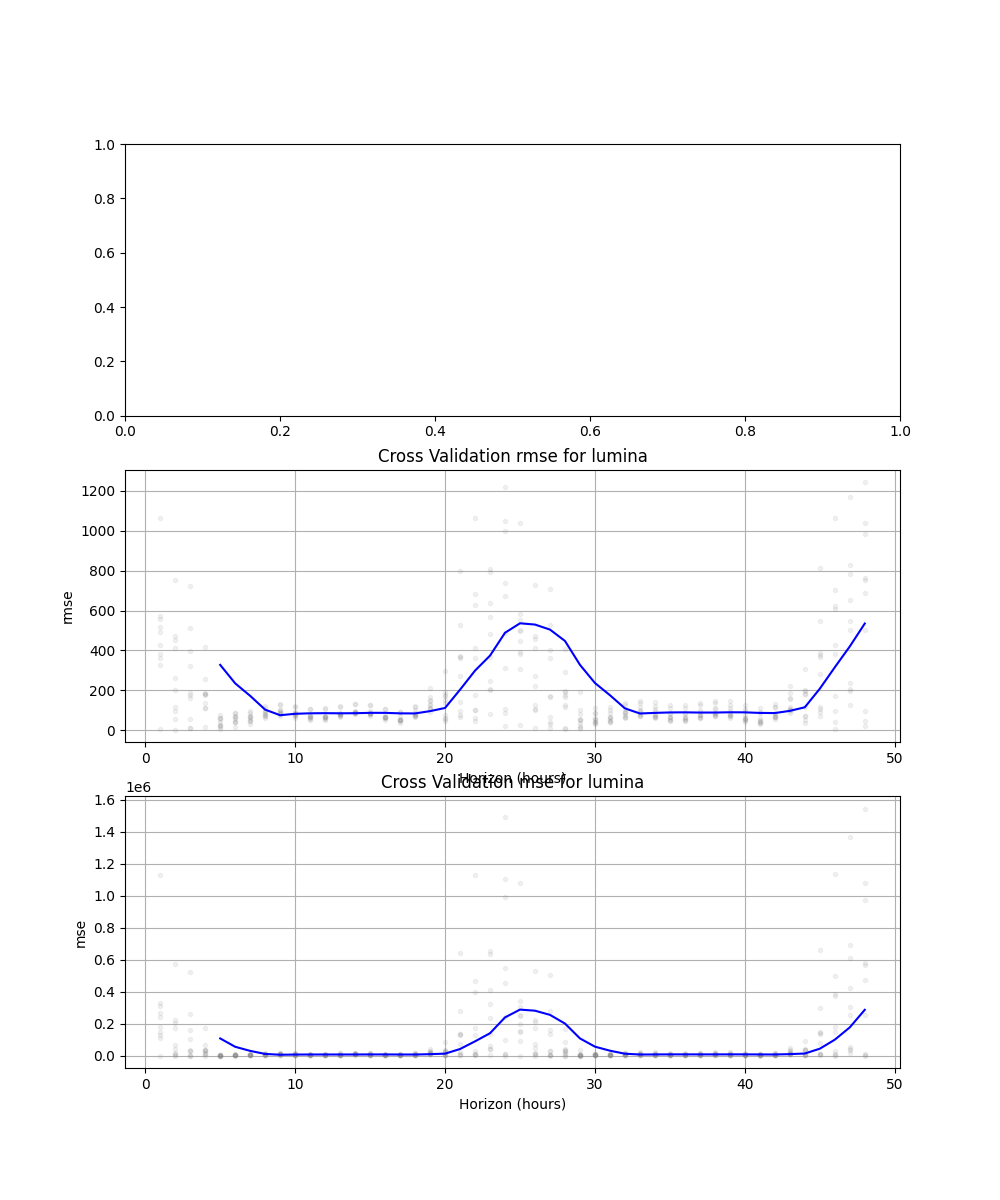 1.0
0.8
0.6
0.4
0.2
0.0
0.0 0.2 0.4 0.6 0.8 1.0
Cross Validation rmse for lumina
1200
1000
800
600
400
200
0
rmse
0 10 20 30 40 50
Horizon (hours)
Cross Validation mse for lumina
1e6
1.6
1.4
1.2
1.0
0.8
0.6
0.4
0.2
0.0
mse
0 10 20 30 40 50
Horizon (hours)